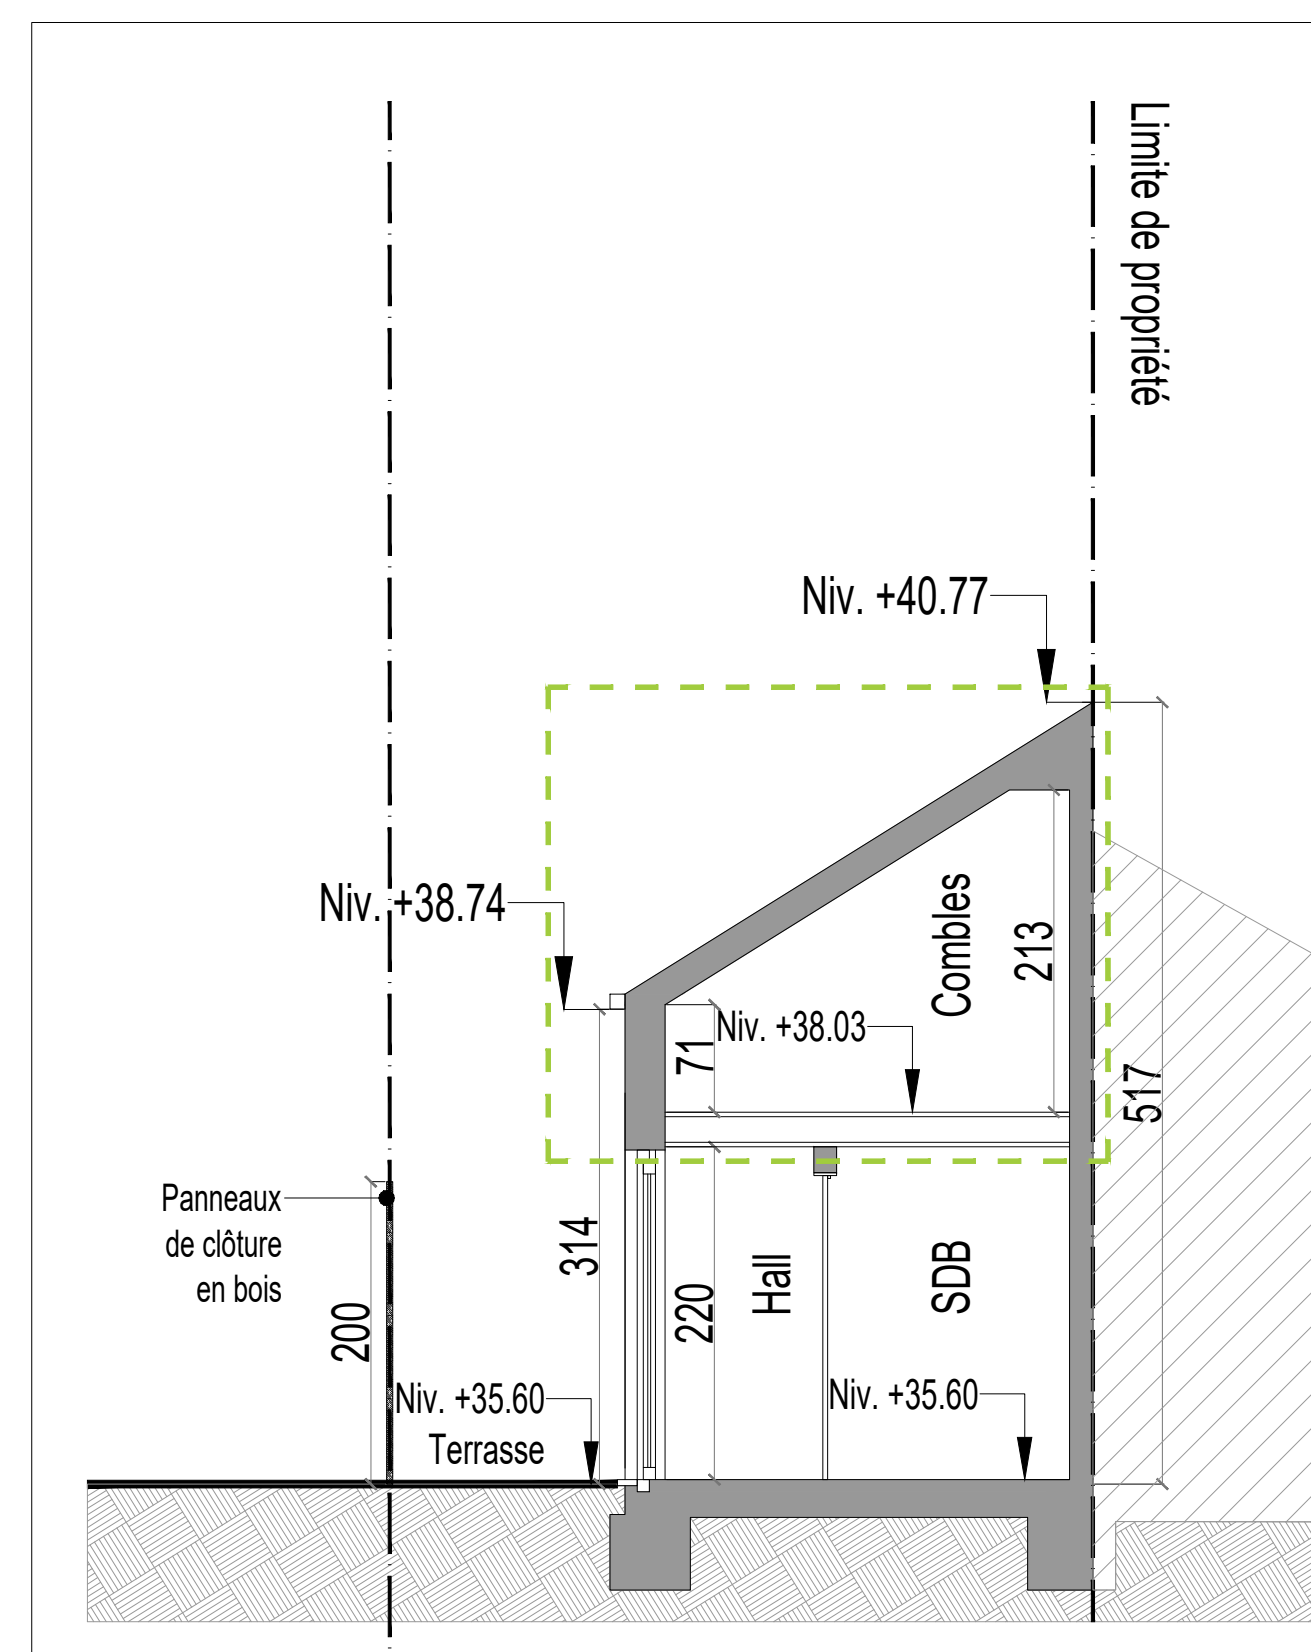 Limite de propriété
Niv. +40.77
Niv. +38.74
Combles
213
Niv. +38.03
71
517
Panneaux
de clôture
en bois
314
Hall
SDB
220
200
Niv. +35.60
Terrasse
Niv. +35.60